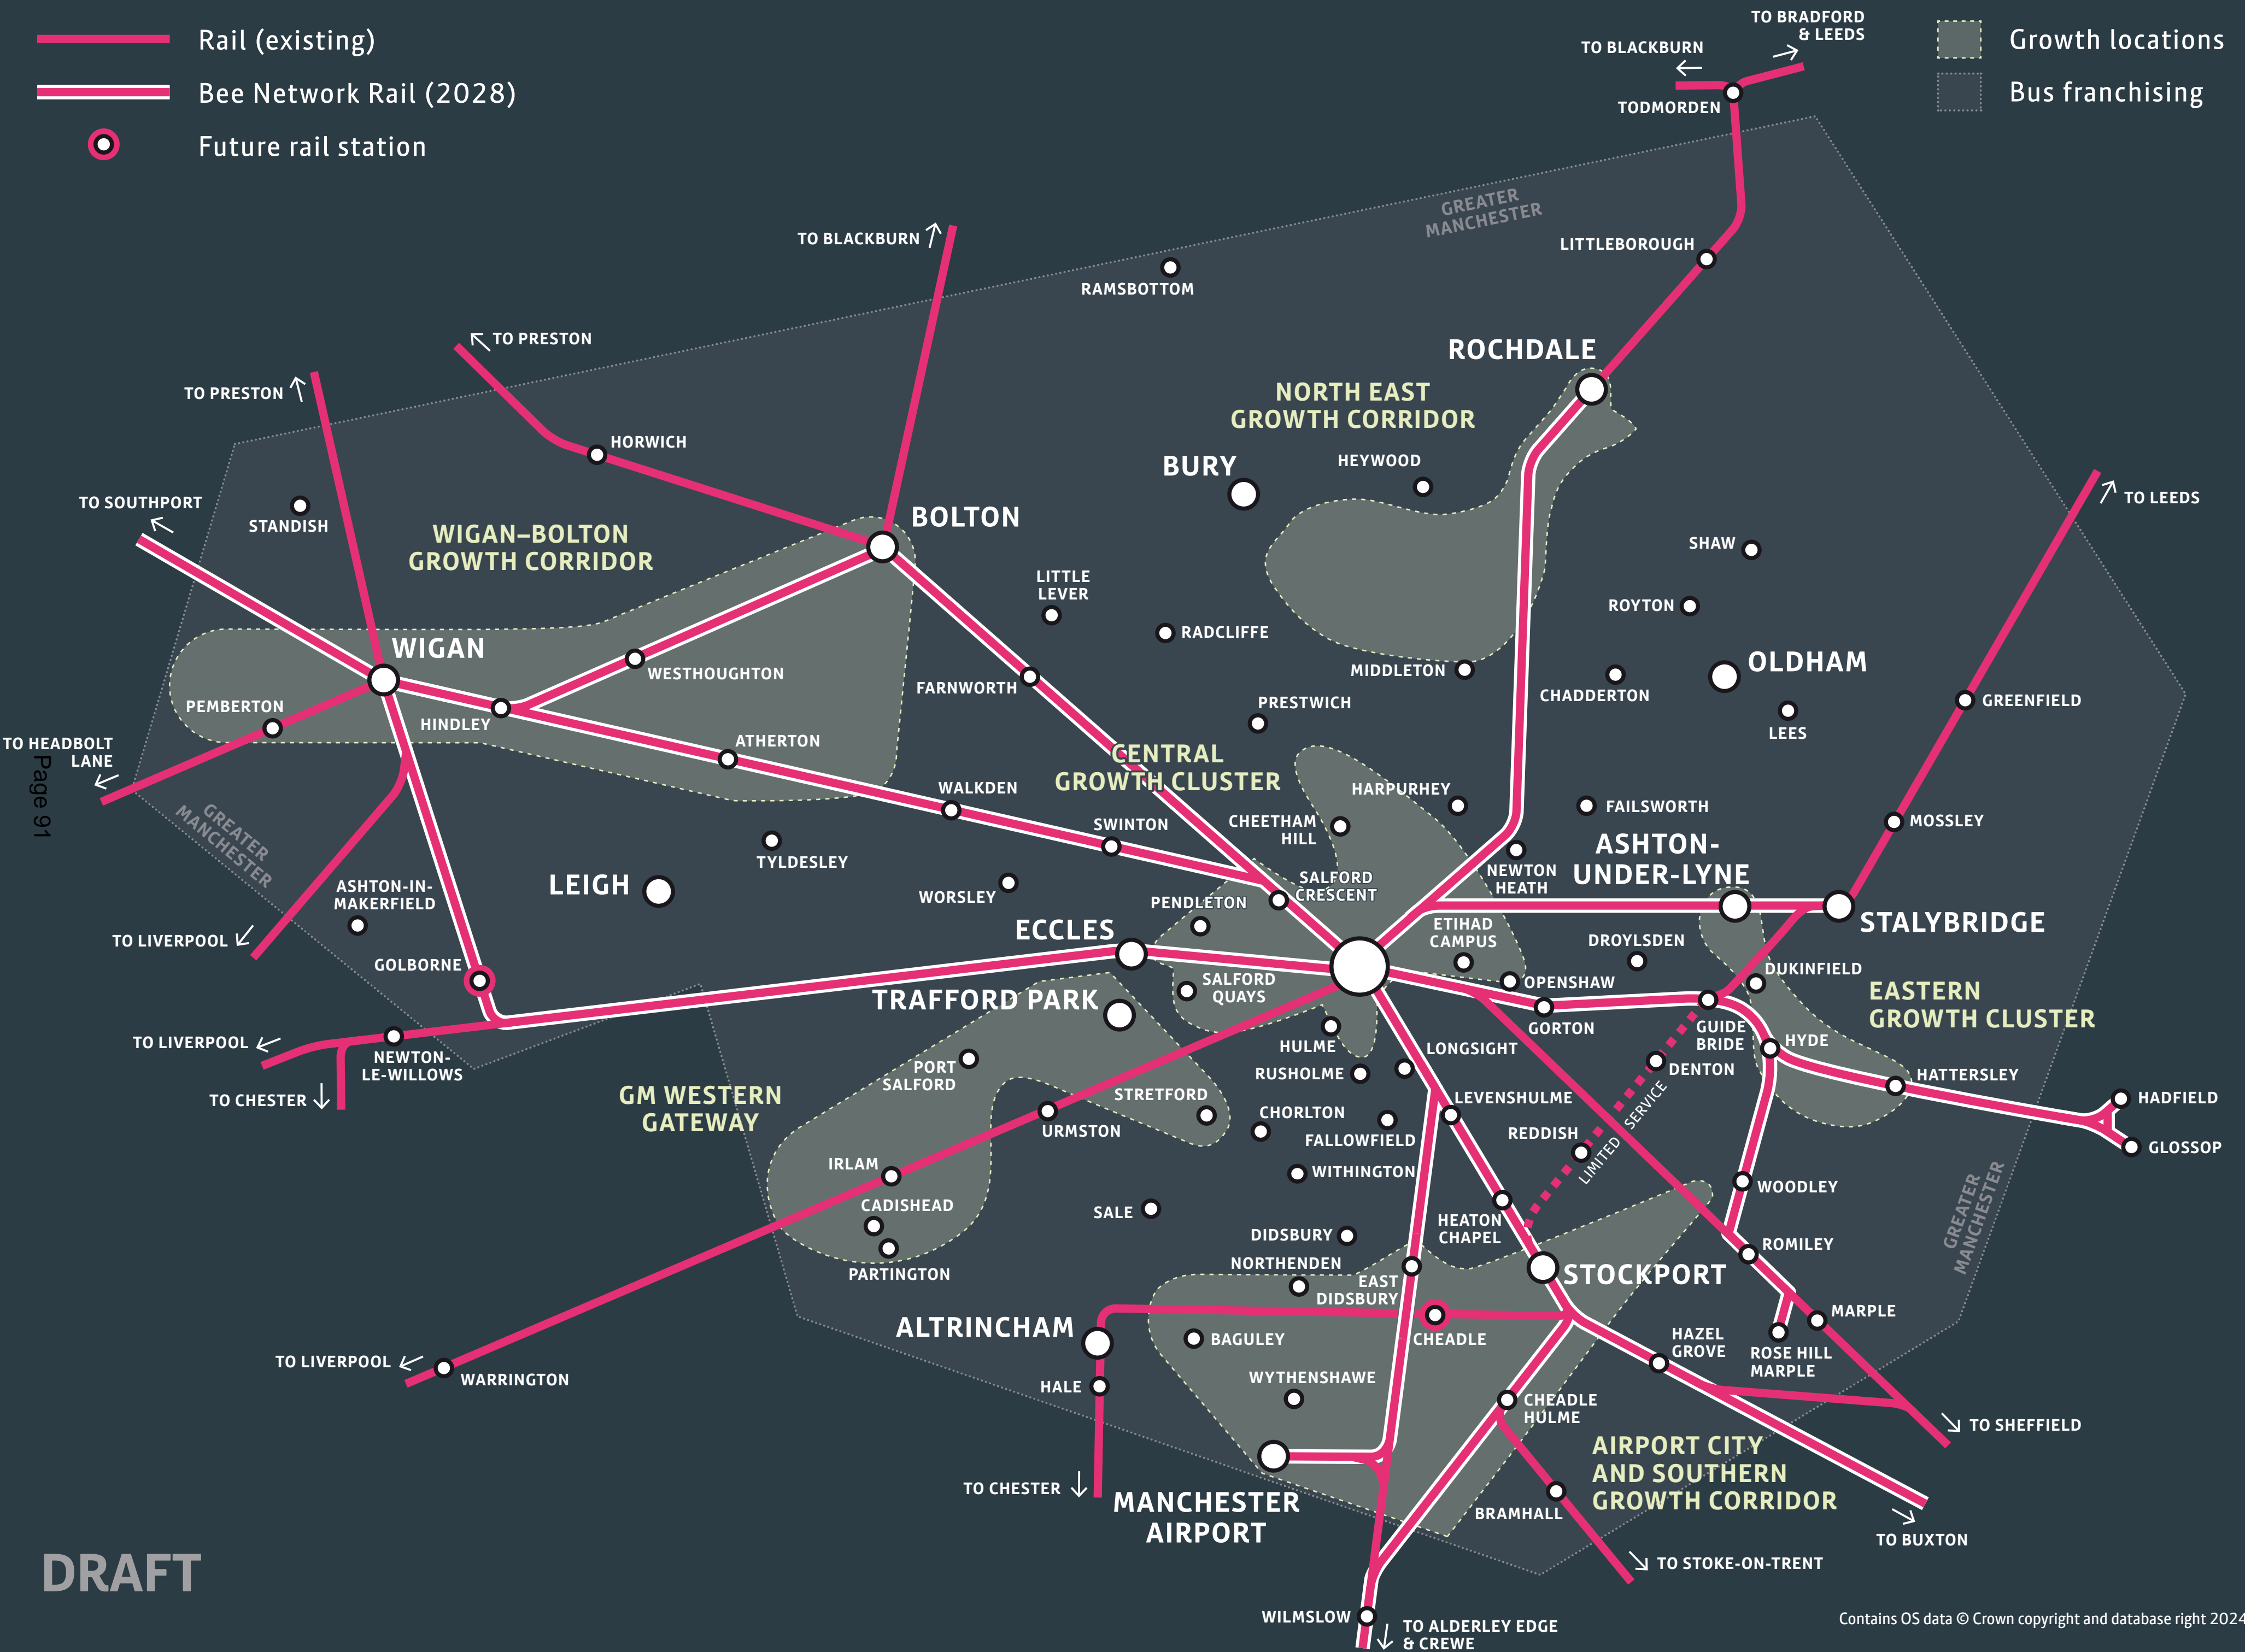 Rail (existing)
Bee Network Rail (2028)
Future rail station
Growth locations
Bus franchising
TO BRADFORD
& LEEDS
TO BLACKBURN
TODMORDEN
GREATER
MANCHESTER
LITTLEBOROUGH
TO BLACKBURN
RAMSBOTTOM
TO PRESTON
TO PRESTON
ROCHDALE
NORTH EAST
GROWTH CORRIDOR
HORWICH
BURY
HEYWOOD
TO SOUTHPORT
STANDISH
WIGAN–BOLTON
GROWTH CORRIDOR
BOLTON
TO LEEDS
SHAW
LITTLE
LEVER
ROYTON
RADCLIFFE
WIGAN
WESTHOUGHTON
MIDDLETON
OLDHAM
FARNWORTH
CHADDERTON
GREENFIELD
PEMBERTON
HINDLEY
PRESTWICH
LEES
TO HEADBOLT
LANE
Page 91
ATHERTON
CENTRAL
GROWTH CLUSTER
WALKDEN
HARPURHEY
FAILSWORTH
GREATER
MANCHESTER
SWINTON
CHEETHAM
HILL
MOSSLEY
TYLDESLEY
ASHTON-
UNDER-LYNE
NEWTON
HEATH
ASHTON-IN-
MAKERFIELD
LEIGH
WORSLEY
SALFORD
CRESCENT
PENDLETON
STALYBRIDGE
TO LIVERPOOL
ECCLES
ETIHAD
CAMPUS
DROYLSDEN
GOLBORNE
DUKINFIELD
SALFORD
QUAYS
OPENSHAW
TRAFFORD PARK
EASTERN
GROWTH CLUSTER
GORTON
GUIDE
BRIDGE
HYDE
TO LIVERPOOL
NEWTON-
LE-WILLOWS
HULME
LONGSIGHT
PORT
SALFORD
RUSHOLME
DENTON
HATTERSLEY
TO CHESTER
GM WESTERN
GATEWAY
STRETFORD
LEVENSHULME
HADFIELD
URMSTON
CHORLTON
FALLOWFIELD
REDDISH
LIMITED SERVICE
GLOSSOP
IRLAM
WITHINGTON
WOODLEY
CADISHEAD
SALE
HEATON
CHAPEL
GREATER
MANCHESTER
DIDSBURY
ROMILEY
PARTINGTON
NORTHENDEN
EAST
DIDSBURY
STOCKPORT
ALTRINCHAM
BAGULEY
CHEADLE
MARPLE
HAZEL
GROVE
ROSE HILL
MARPLE
TO LIVERPOOL
WARRINGTON
HALE
WYTHENSHAWE
CHEADLE
HULME
TO SHEFFIELD
AIRPORT CITY
AND SOUTHERN
GROWTH CORRIDOR
TO CHESTER
MANCHESTER
AIRPORT
BRAMHALL
TO BUXTON
TO STOKE-ON-TRENT
DRAFT
WILMSLOW
TO ALDERLEY EDGE
& CREWE
Contains OS data © Crown copyright and database right 2024